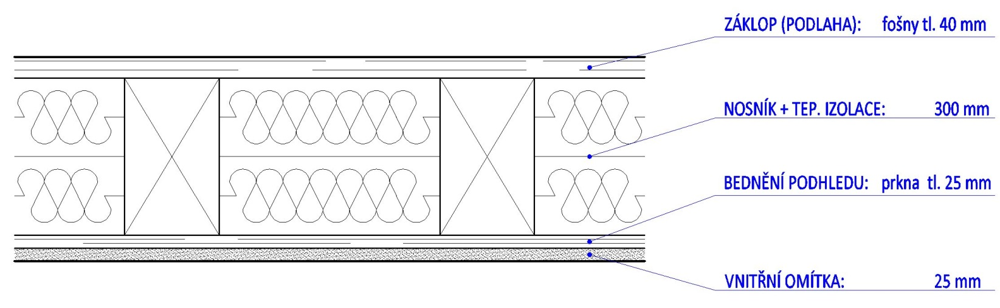 ZÁKLOP (PODLAHA): fošny tl. 40 mm
NOSNÍK + TEP. IZOLACE: 300 mm
BEDNĚNÍ PODHLEDU: prkna tl. 25 mm
VNITŘNÍ OMÍTKA: 25 mm